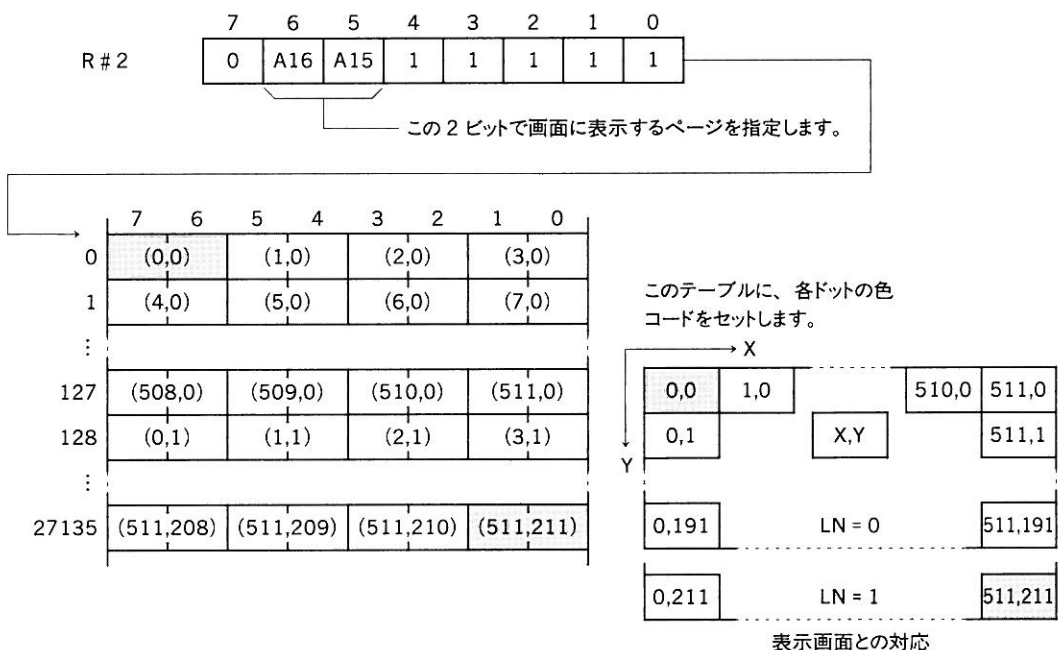 7 6 5 4 3 2 1 0
R#2 0 A16 A15 1 1 1 1 1
この2ビットで画面に表示するページを指定します。
7 6 5 4 3 2 1 0
0 (0,0) (1,0) (2,0) (3,0)
1 (4,0) (5,0) (6,0) (7,0)
⋮
127 (508,0) (509,0) (510,0) (511,0)
128 (0,1) (1,1) (2,1) (3,1)
⋮
27135 (511,208) (511,209) (511,210) (511,211)
このテーブルに、各ドットの色
コードをセットします。
X
0,0 1,0 510,0 511,0
0,1 X,Y 511,1
Y
0,191 LN=0 511,191
0,211 LN=1 511,211
表示画面との対応